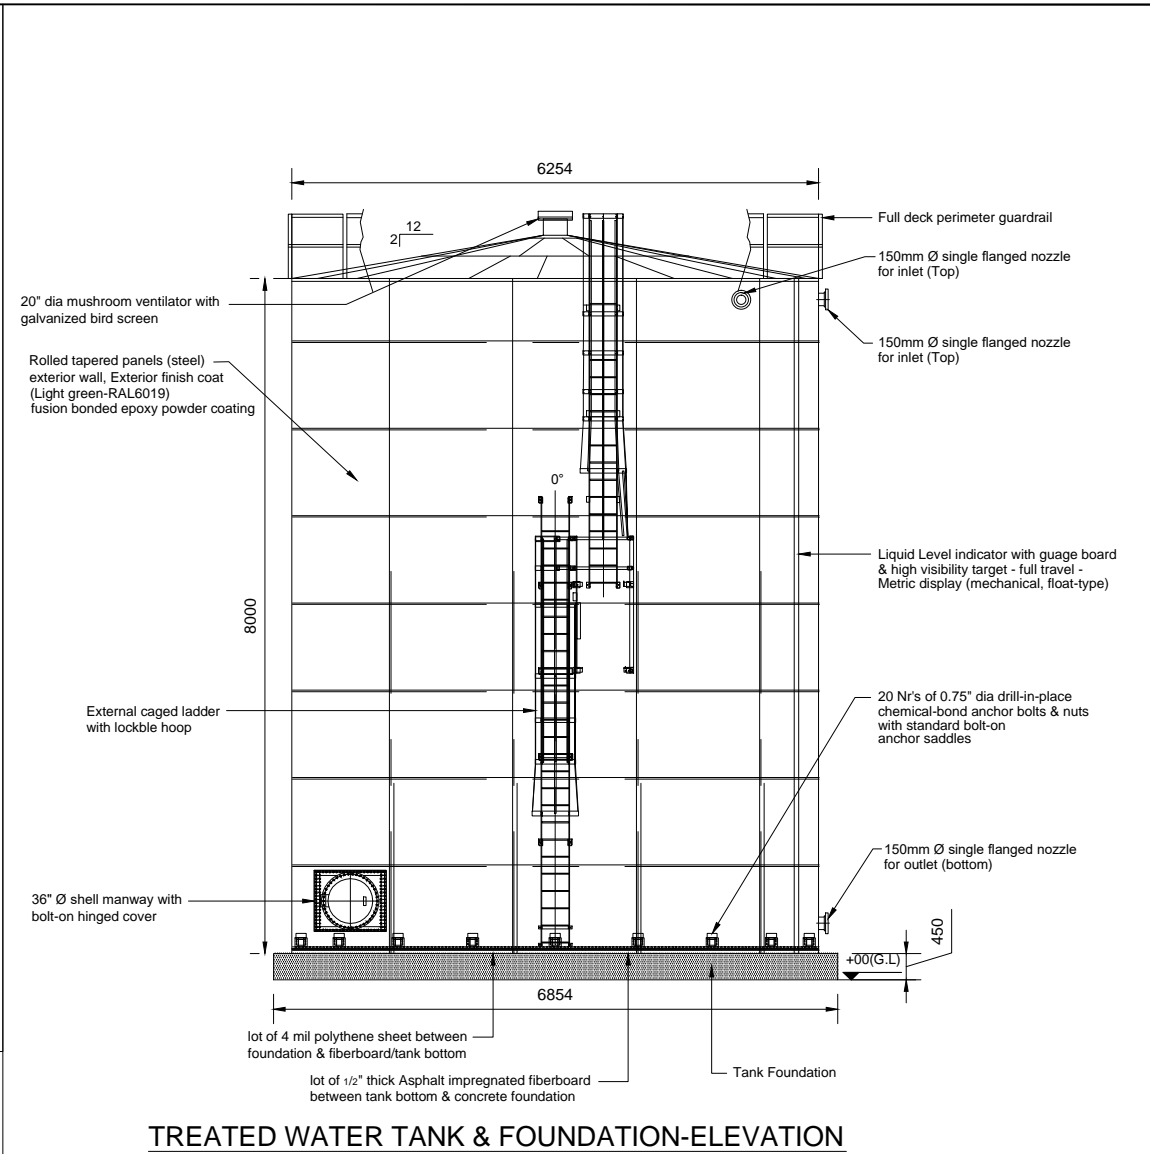 6254
Full deck perimeter guardrail
12
2
150mm Ø single flanged nozzle
for inlet (Top)
20" dia mushroom ventilator with
galvanized bird screen
150mm Ø single flanged nozzle
for inlet (Top)
Rolled tapered panels (steel)
exterior wall, Exterior finish coat
(Light green-RAL6019)
fusion bonded epoxy powder coating
0°
Liquid Level indicator with guage board
& high visibility target - full travel -
Metric display (mechanical, float-type)
8000
20 Nr's of 0.75" dia drill-in-place
chemical-bond anchor bolts & nuts
with standard bolt-on
anchor saddles
External caged ladder
with lockble hoop
150mm Ø single flanged nozzle
for outlet (bottom)
36" Ø shell manway with
bolt-on hinged cover
450
+00(G.L)
6854
lot of 4 mil polythene sheet between
foundation & fiberboard/tank bottom
Tank Foundation
lot of 1/2" thick Asphalt impregnated fiberboard
between tank bottom & concrete foundation
TREATED WATER TANK & FOUNDATION-ELEVATION